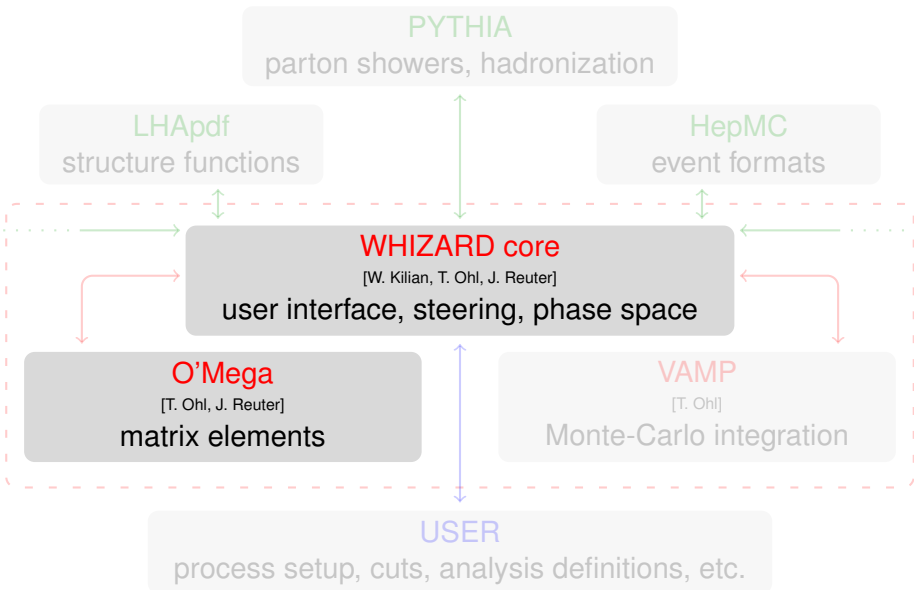 PYTHIA
parton showers, hadronization
LHApdf
structure functions
HepMC
event formats
WHIZARD core
[W. Kilian, T. Ohl, J. Reuter]
user interface, steering, phase space
O'Mega
[T. Ohl, J. Reuter]
matrix elements
VAMP
[T. Ohl]
Monte-Carlo integration
USER
process setup, cuts, analysis definitions, etc.